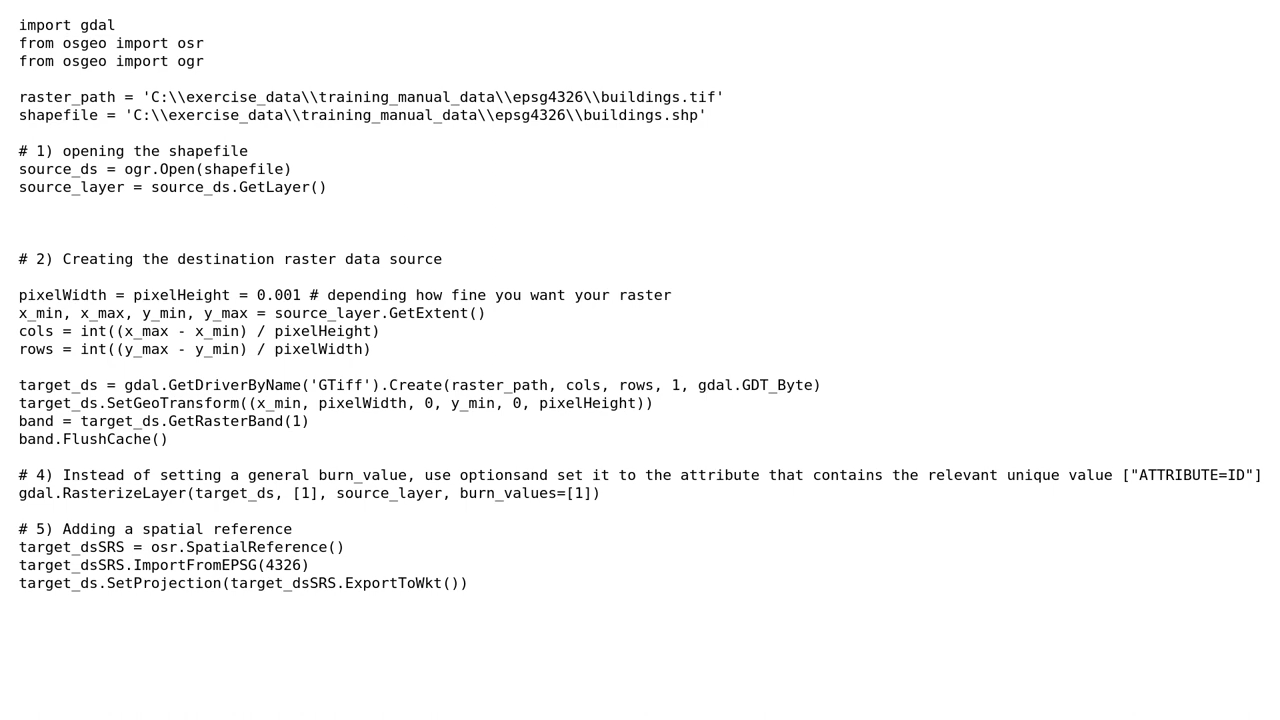 import gdal
from osgeo import osr
from osgeo import ogr
raster_path = 'C:\\exercise_data\\training_manual_data\\epsg4326\\buildings.tif'
shapefile = 'C:\\exercise_data\\training_manual_data\\epsg4326\\buildings.shp'
# 1) opening the shapefile
source_ds = ogr.Open(shapefile)
source_layer = source_ds.GetLayer()
# 2) Creating the destination raster data source
pixelWidth = pixelHeight = 0.001 # depending how fine you want your raster
x_min, x_max, y_min, y_max = source_layer.GetExtent()
cols = int((x_max - x_min) / pixelHeight)
rows = int((y_max - y_min) / pixelWidth)
target_ds = gdal.GetDriverByName('GTiff').Create(raster_path, cols, rows, 1, gdal.GDT_Byte)
target_ds.SetGeoTransform((x_min, pixelWidth, 0, y_min, 0, pixelHeight))
band = target_ds.GetRasterBand(1)
band.FlushCache()
# 4) Instead of setting a general burn_value, use optionsand set it to the attribute that contains the relevant unique value ["ATTRIBUTE=ID"]
gdal.RasterizeLayer(target_ds, [1], source_layer, burn_values=[1])
# 5) Adding a spatial reference
target_dsSRS = osr.SpatialReference()
target_dsSRS.ImportFromEPSG(4326)
target_ds.SetProjection(target_dsSRS.ExportToWkt())